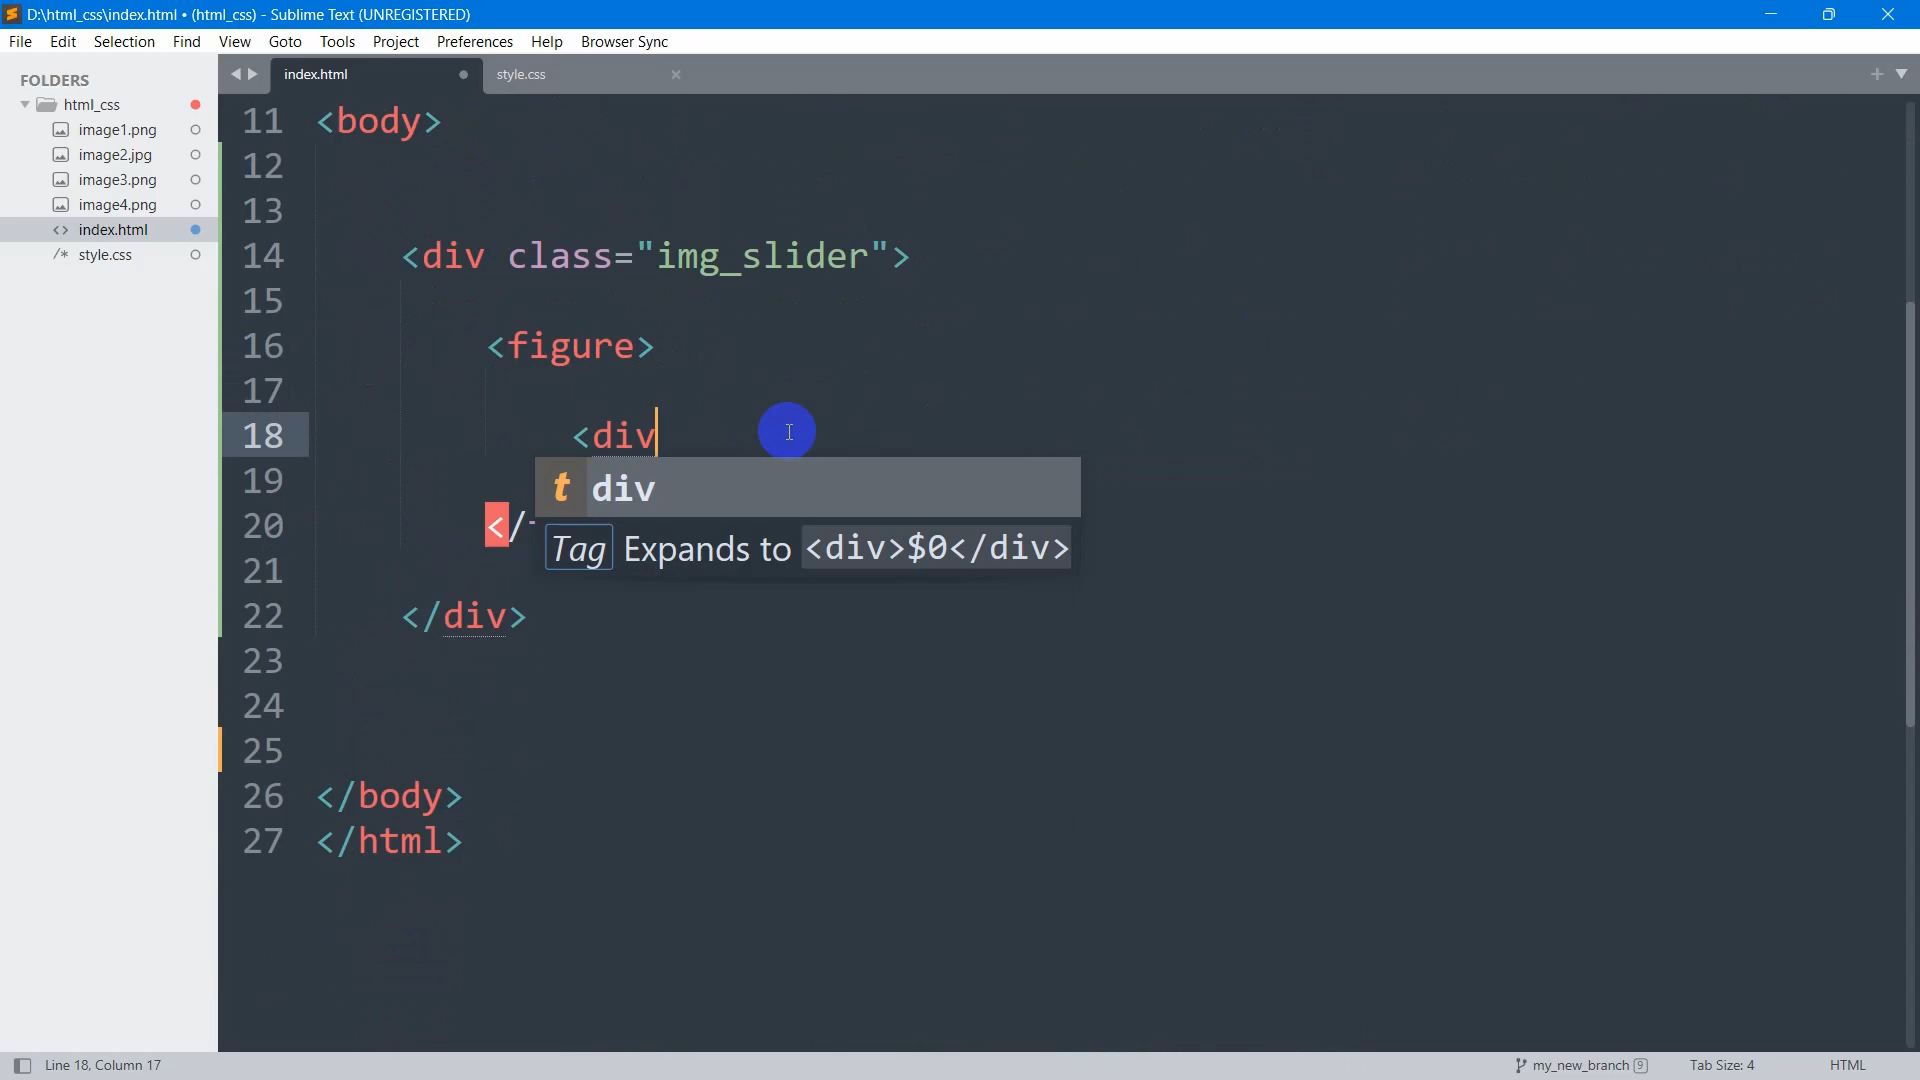 D:\html_css\index.html • (html_css) - Sublime Text (UNREGISTERED)
File Edit Selection Find View Goto Tools Project Preferences Help Browser Sync
FOLDERS
html_css
image1.png
image2.jpg
image3.png
image4.png
index.html
/* style.css
index.html
style.css
11 <body>
12
13
14 <div class="img_slider">
15
16 <figure>
17
18 <div
19
20 </
21
22 </div>
23
24
25
26 </body>
27 </html>
t div
Tag Expands to <div>$0</div>
Line 18, Column 17
my_new_branch 9
Tab Size: 4
HTML